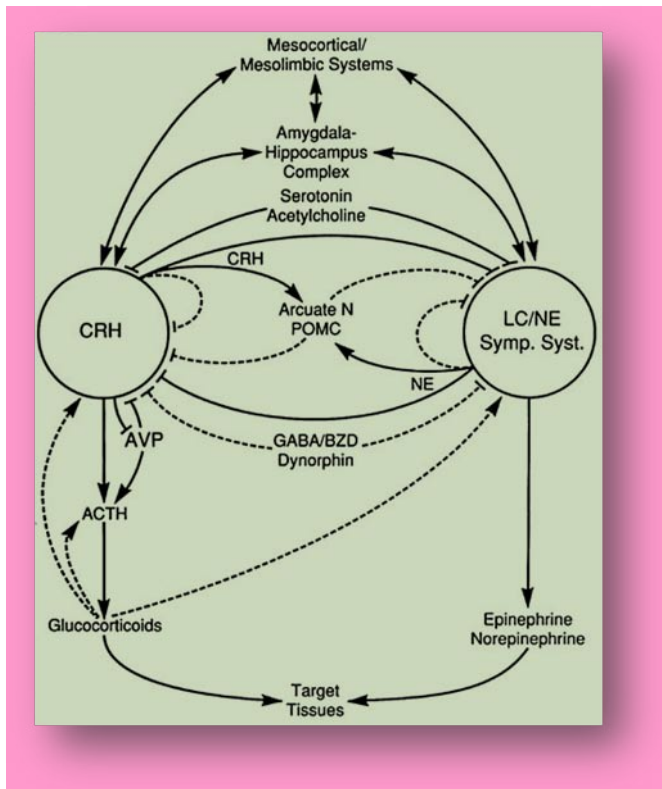 Mesocortical/
Mesolimbic Systems
Amygdala-
Hippocampus
Complex
Serotonin
Acetylcholine
CRH
Arcuate N
POMC
CRH
LC/NE
Symp. Syst.
NE
AVP
GABA/BZD
Dynorphin
ACTH
Glucocorticoids
Epinephrine
Norepinephrine
Target
Tissues